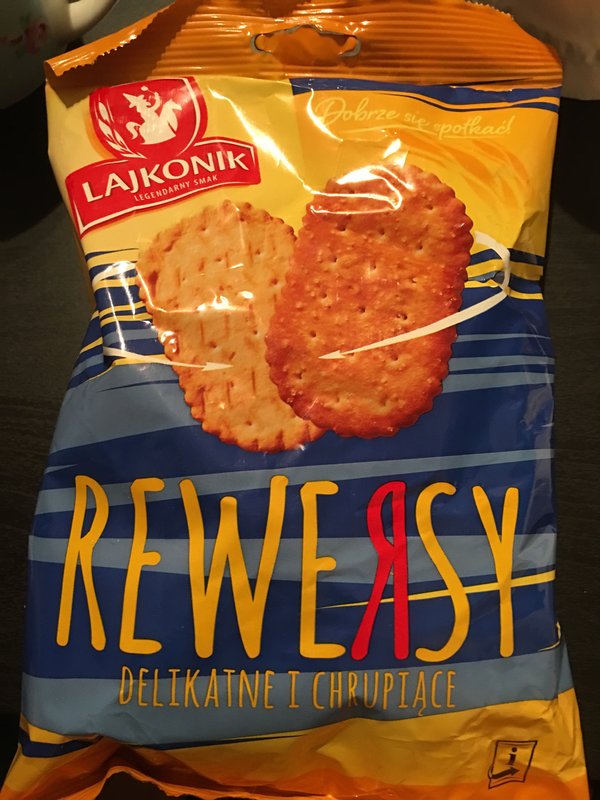 LAJKONIK
LEGENDARNY SMAK
Dobrze się spotkać!
REWEЯSY
DELIKATNE I CHRUPIĄCE
i